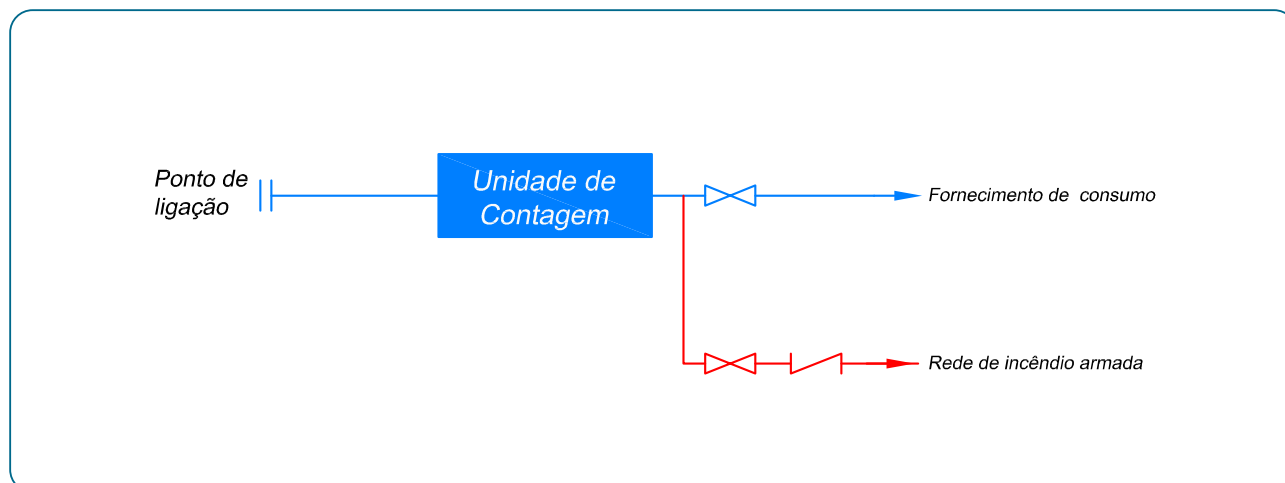 Ponto de
ligação
Unidade de
Contagem
Fornecimento de consumo
Rede de incêndio armada